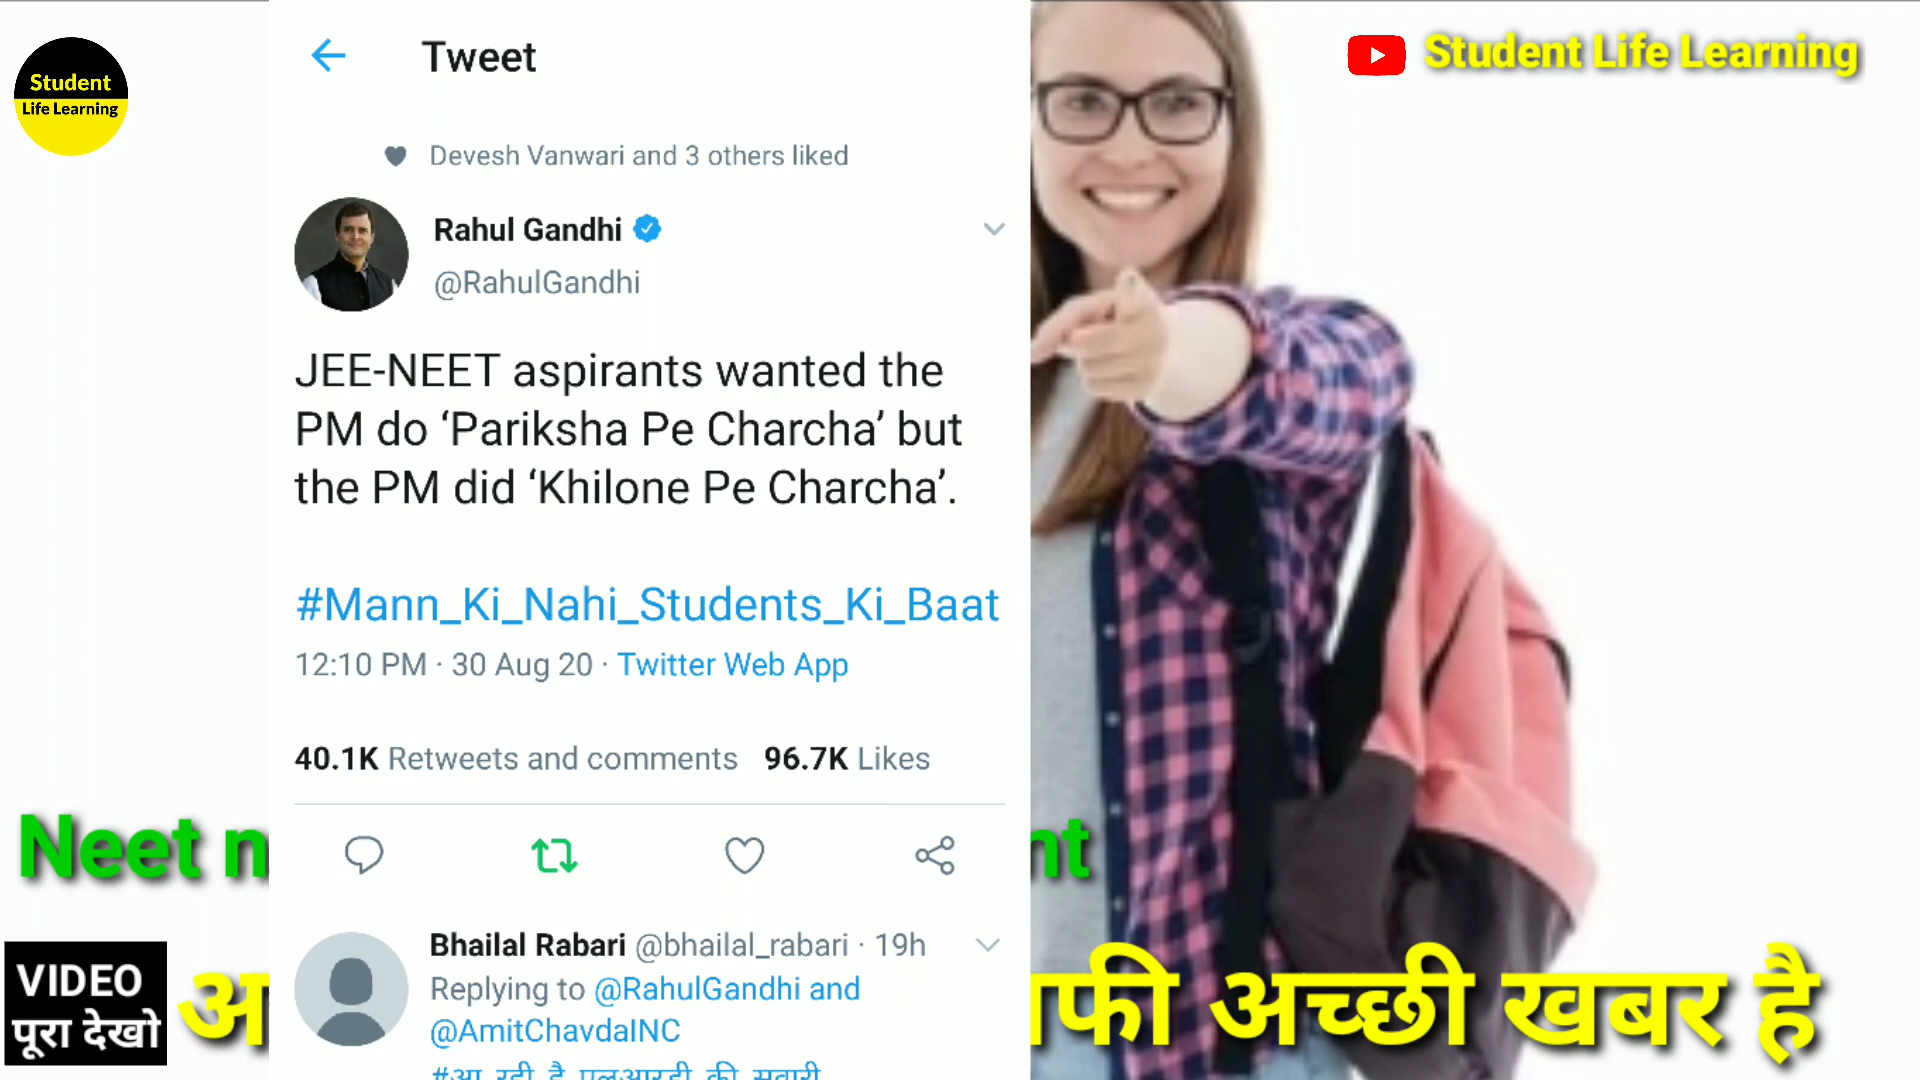 Student
Life Learning
Tweet
Student Life Learning
Devesh Vanwari and 3 others liked
Rahul Gandhi
@RahulGandhi
JEE-NEET aspirants wanted the
PM do ‘Pariksha Pe Charcha’ but
the PM did ‘Khilone Pe Charcha’.
#Mann_Ki_Nahi_Students_Ki_Baat
12:10 PM · 30 Aug 20 · Twitter Web App
40.1K Retweets and comments 96.7K Likes
Neet
Bhailal Rabari @bhailal_rabari · 19h
Replying to @RahulGandhi and
@AmitChavdaINC
VIDEO
पूरा देखो
अच्छी खबर है